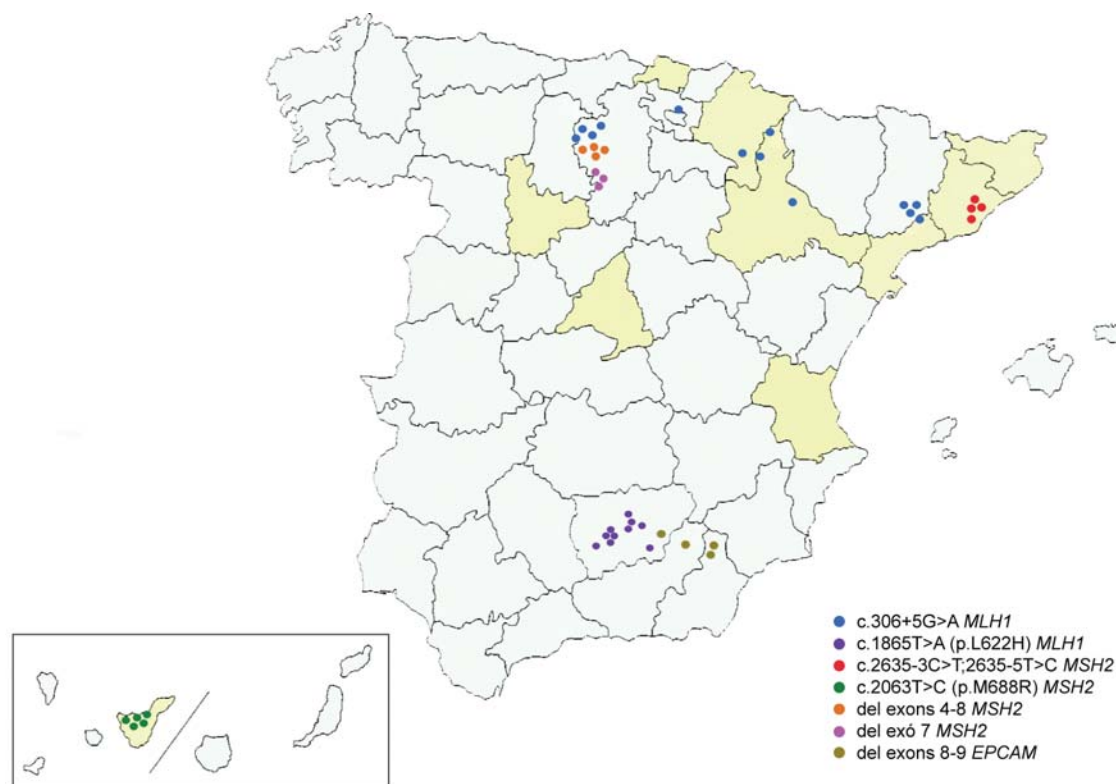 c.306+5G>A MLH1
c.1865T>A (p.L622H) MLH1
c.2635-3C>T;2635-5T>C MSH2
c.2063T>C (p.M688R) MSH2
del exons 4-8 MSH2
del exó 7 MSH2
del exons 8-9 EPCAM